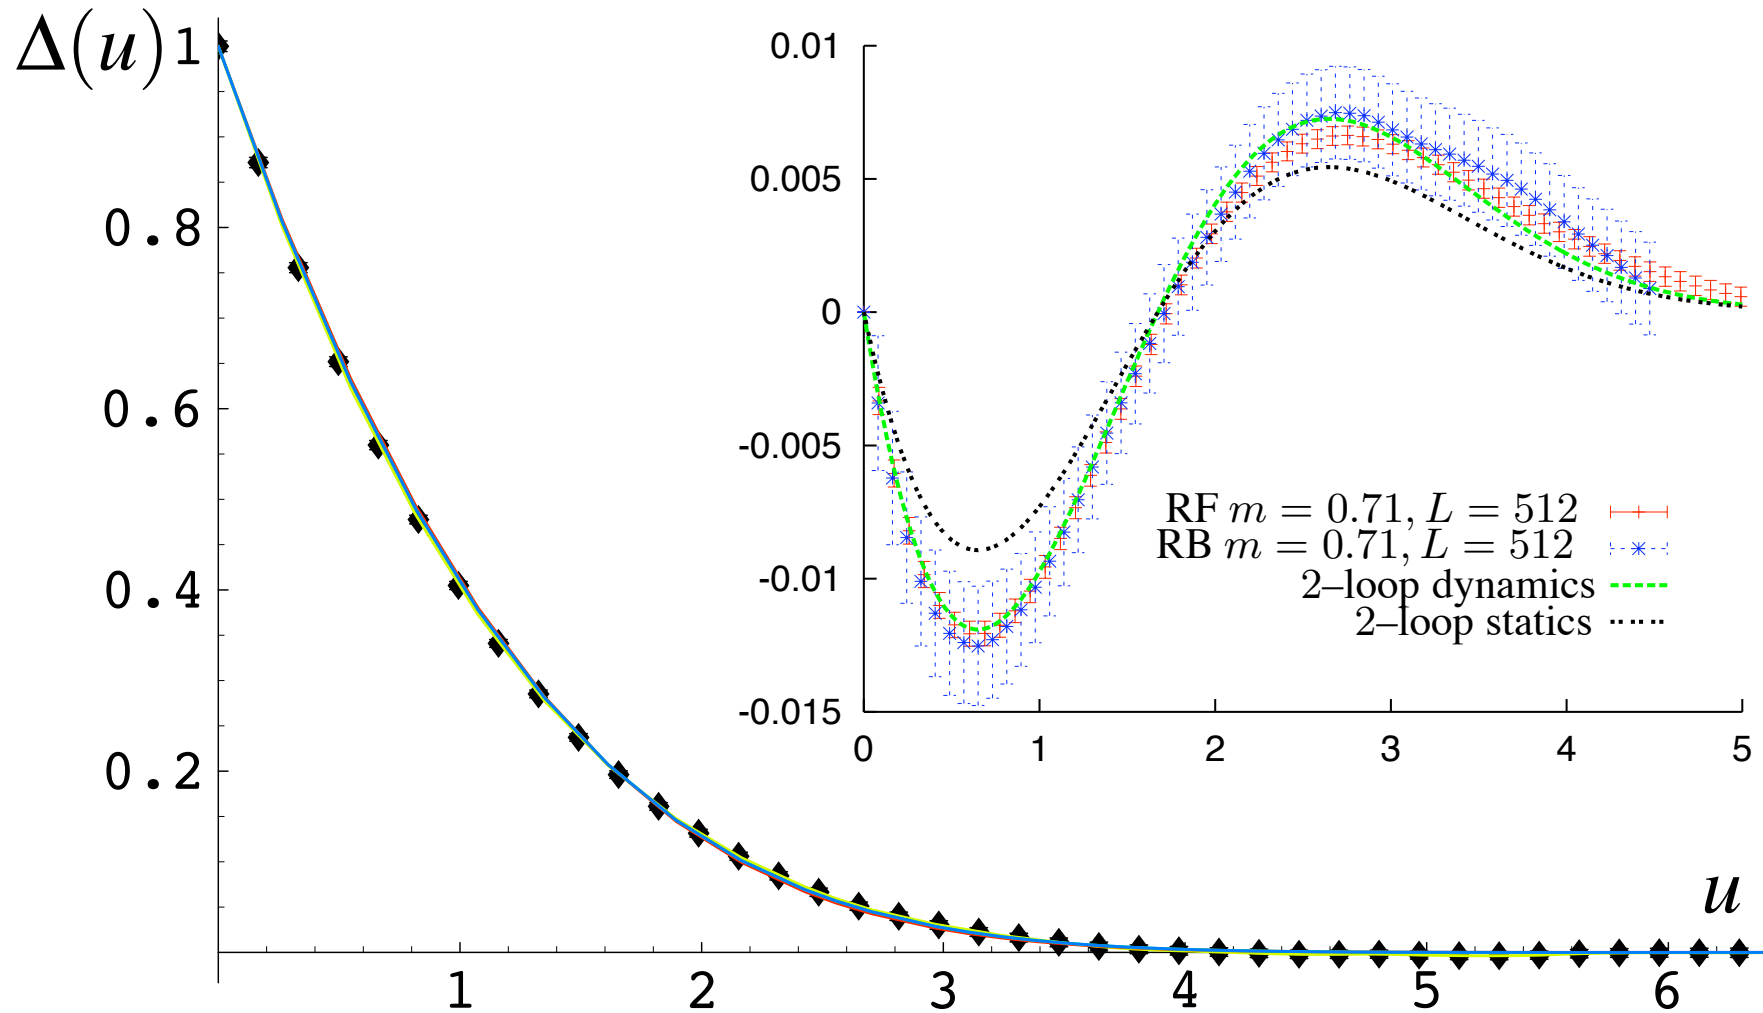 Δ(u)
1
0.8
0.6
0.4
0.2
1 2 3 4 5 6
u
0.01
0.005
0
-0.005
-0.01
-0.015
0 1 2 3 4 5
RF m = 0.71, L = 512
RB m = 0.71, L = 512
2–loop dynamics
2–loop statics